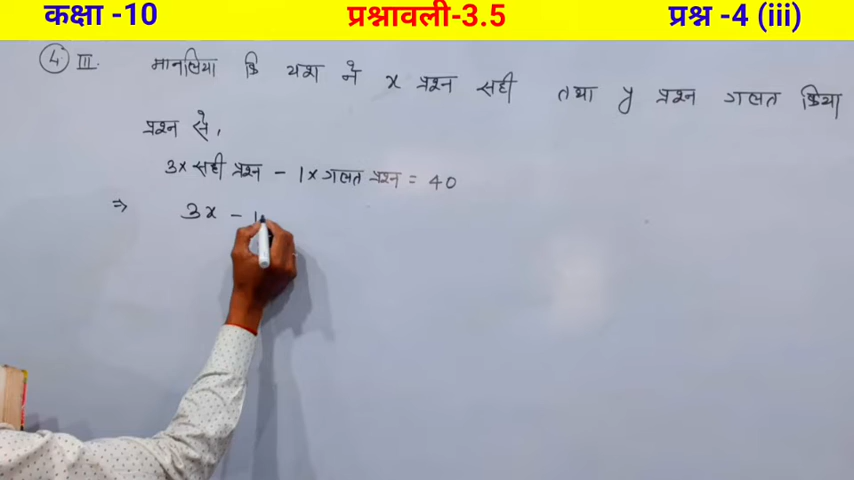 कक्षा -10 प्रश्नावली-3.5 प्रश्न -4 (iii)
4. III. मानलिया कि यश ने x प्रश्न सही तथा y प्रश्न गलत किया
प्रश्न से,
3x सही प्रश्न - 1x गलत प्रश्न = 40
⇒ 3x - 1